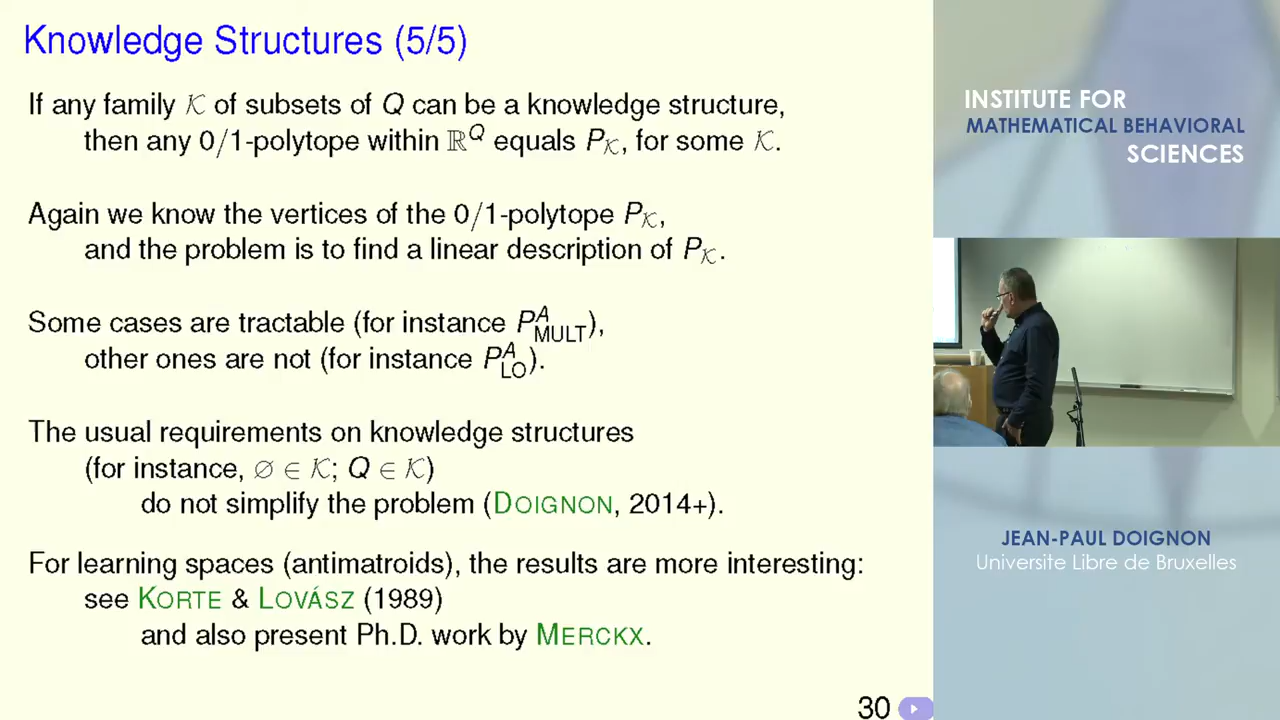 Knowledge Structures (5/5)
If any family 𝒦 of subsets of Q can be a knowledge structure,
then any 0/1-polytope within ℝ^Q equals P_𝒦, for some 𝒦.
Again we know the vertices of the 0/1-polytope P_𝒦,
and the problem is to find a linear description of P_𝒦.
Some cases are tractable (for instance P^A_MULT),
other ones are not (for instance P^A_LO).
The usual requirements on knowledge structures
(for instance, ∅ ∈ 𝒦; Q ∈ 𝒦)
do not simplify the problem (DOIGNON, 2014+).
For learning spaces (antimatroids), the results are more interesting:
see KORTE & LOVÁSZ (1989)
and also present Ph.D. work by MERCKX.
30
INSTITUTE FOR
MATHEMATICAL BEHAVIORAL
SCIENCES
JEAN-PAUL DOIGNON
Universite Libre de Bruxelles